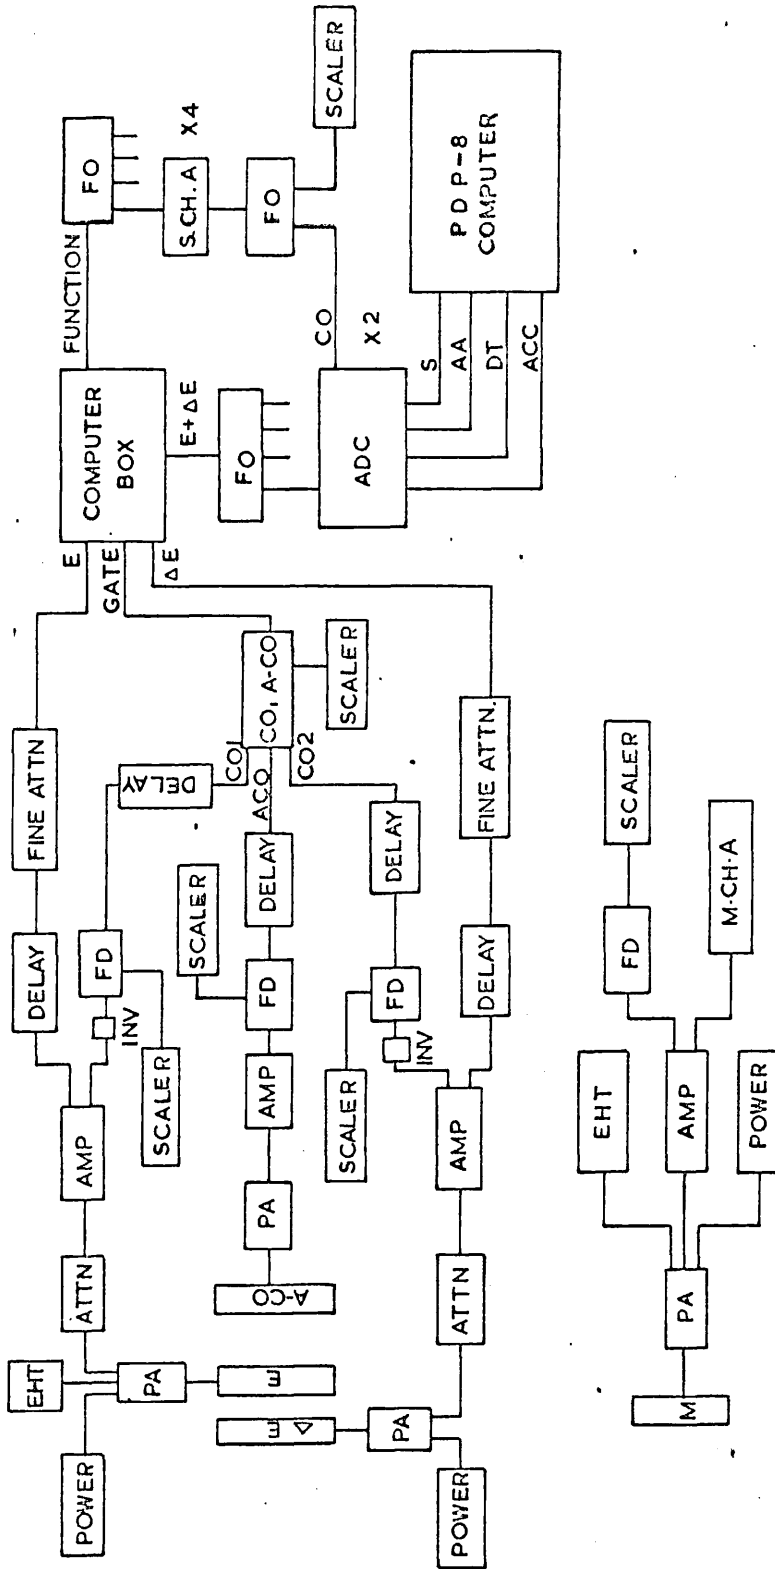 POWER
EHT
PA
E
ATTN
AMP
DELAY
FINE ATTN
INV
FD
SCALER
DELAY
E
GATE
ΔE
COMPUTER
BOX
FUNCTION
FO
S.CH.A
X4
FO
SCALER
E+ΔE
FO
ADC
CO
X2
S
AA
DT
ACC
PDP-8
COMPUTER
A-CO
PA
AMP
FD
SCALER
DELAY
CO1
ACO
CO2
CO, A-CO
SCALER
ΔE
PA
POWER
ATTN
AMP
INV
FD
SCALER
DELAY
DELAY
FINE ATTN.
M
PA
EHT
AMP
POWER
FD
SCALER
M-CH-A